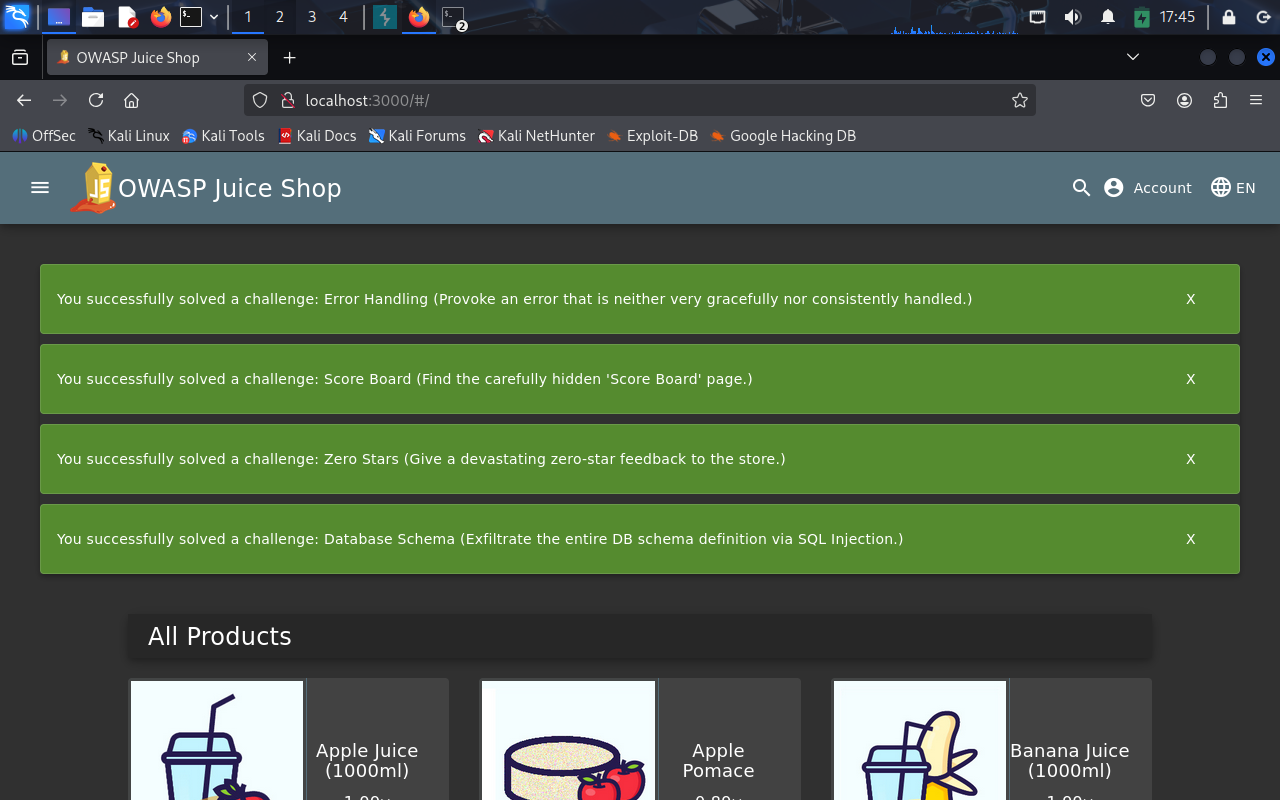 1 2 3 4 2 17:45
OWASP Juice Shop
localhost:3000/#/
OffSec Kali Linux Kali Tools Kali Docs Kali Forums Kali NetHunter Exploit-DB Google Hacking DB
JS OWASP Juice Shop Account EN
You successfully solved a challenge: Error Handling (Provoke an error that is neither very gracefully nor consistently handled.) X
You successfully solved a challenge: Score Board (Find the carefully hidden 'Score Board' page.) X
You successfully solved a challenge: Zero Stars (Give a devastating zero-star feedback to the store.) X
You successfully solved a challenge: Database Schema (Exfiltrate the entire DB schema definition via SQL Injection.) X
All Products
Apple Juice Apple Banana Juice
(1000ml) Pomace (1000ml)